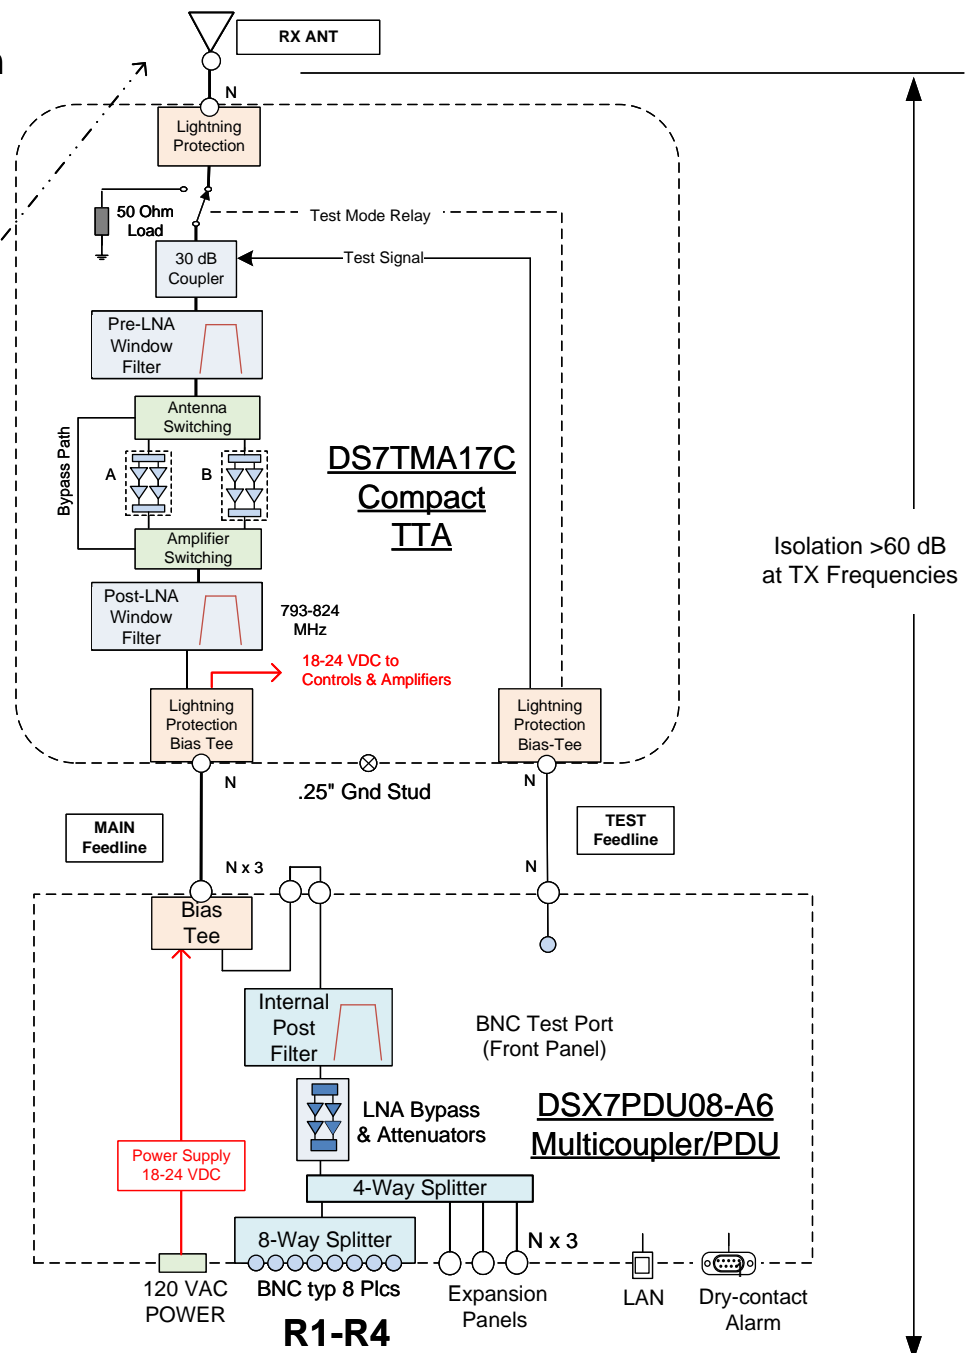 RX ANT
N
Lightning
Protection
50 Ohm
Load
Test Mode Relay
30 dB
Coupler
Test Signal
Pre-LNA
Window
Filter
Antenna
Switching
Bypass Path
A
B
DS7TMA17C
Compact
TTA
Amplifier
Switching
Isolation >60 dB
at TX Frequencies
Post-LNA
Window
Filter
793-824
MHz
18-24 VDC to
Controls & Amplifiers
Lightning
Protection
Bias Tee
Lightning
Protection
Bias-Tee
N
.25" Gnd Stud
N
MAIN
Feedline
TEST
Feedline
N x 3
N
Bias
Tee
Internal
Post
Filter
BNC Test Port
(Front Panel)
LNA Bypass
& Attenuators
DSX7PDU08-A6
Multicoupler/PDU
Power Supply
18-24 VDC
4-Way Splitter
8-Way Splitter
N x 3
120 VAC
POWER
BNC typ 8 Plcs
Expansion
Panels
LAN
Dry-contact
Alarm
R1-R4